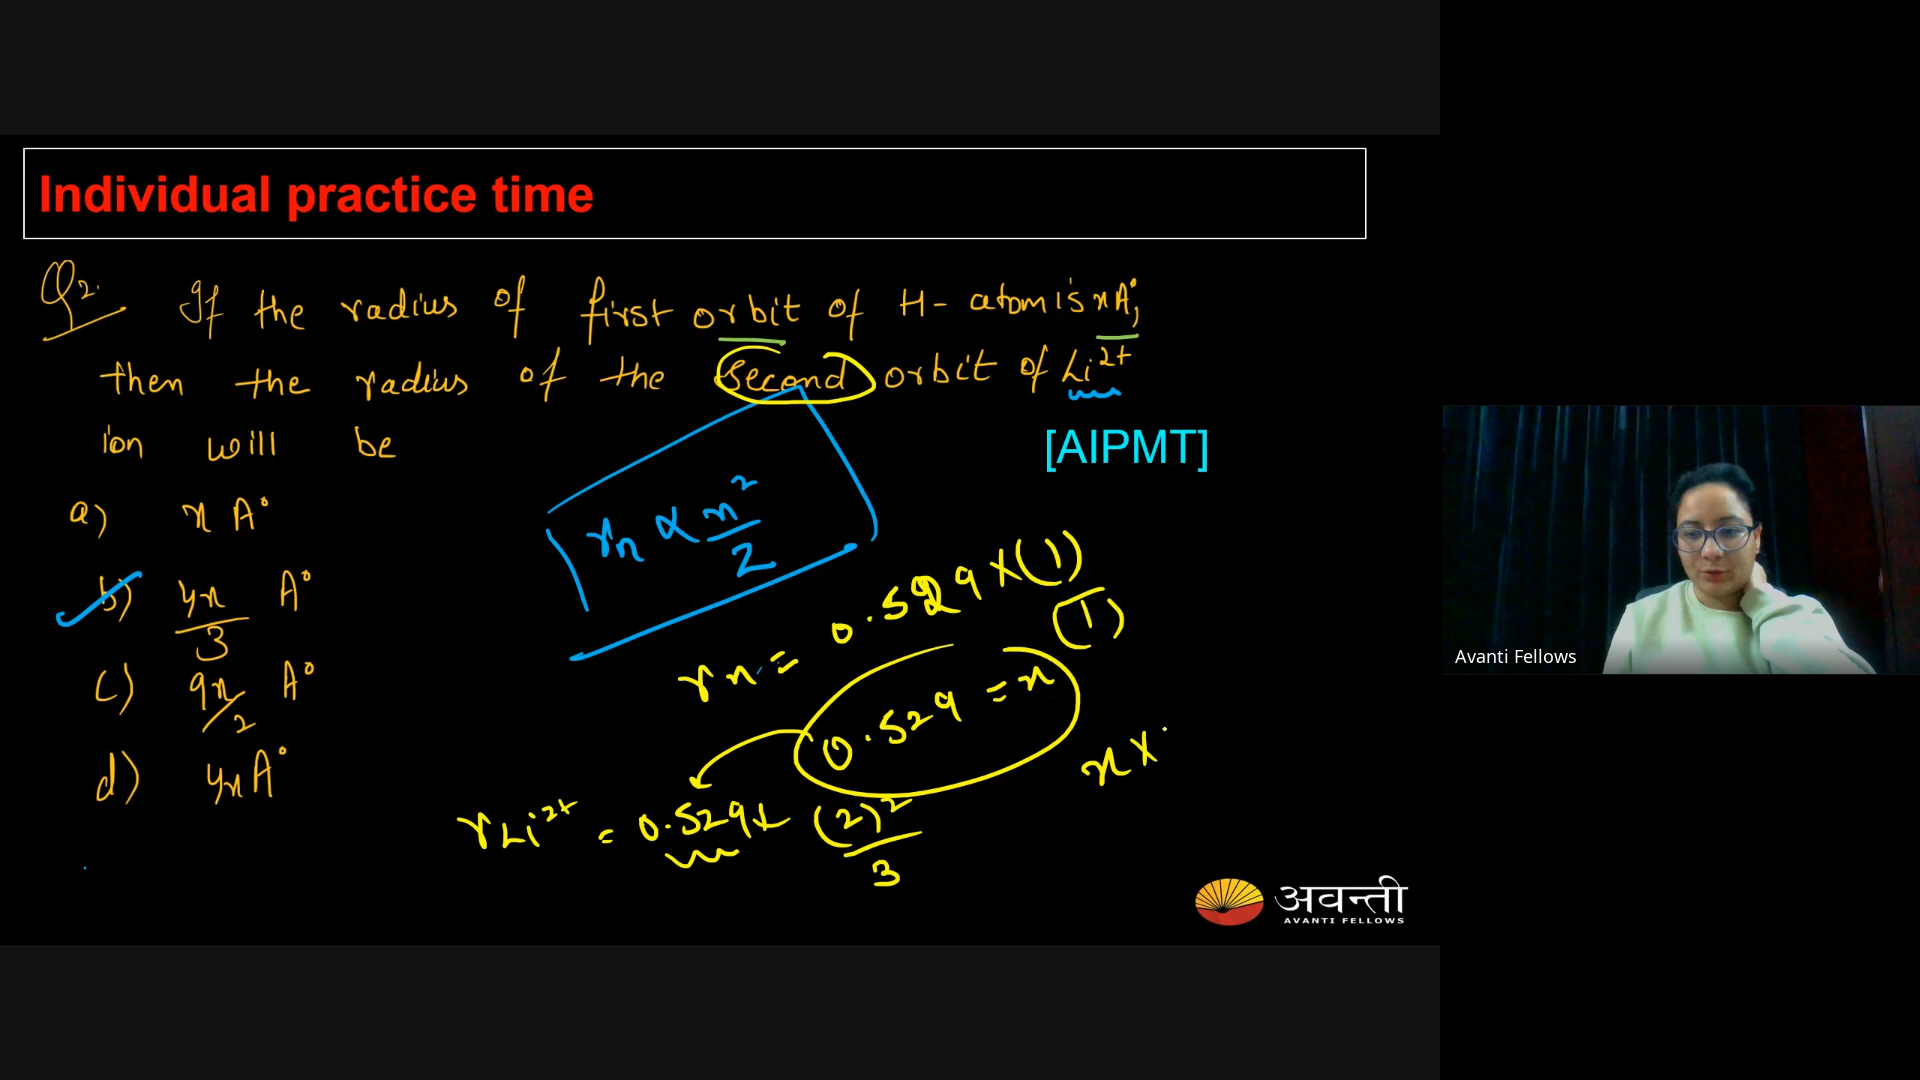 Individual practice time
Q2. If the radius of first orbit of H- atom is x A°,
then the radius of the second orbit of Li²⁺
ion will be
[AIPMT]
a) x A°
b) 4x/3 A°
c) 9x/2 A°
d) 4x A°
rn ∝ n²/Z
rn = 0.529 x (1)/(1)
0.529 = x
x x
r Li²⁺ = 0.529 x (2)²/3
Avanti Fellows
अवन्ती
AVANTI FELLOWS